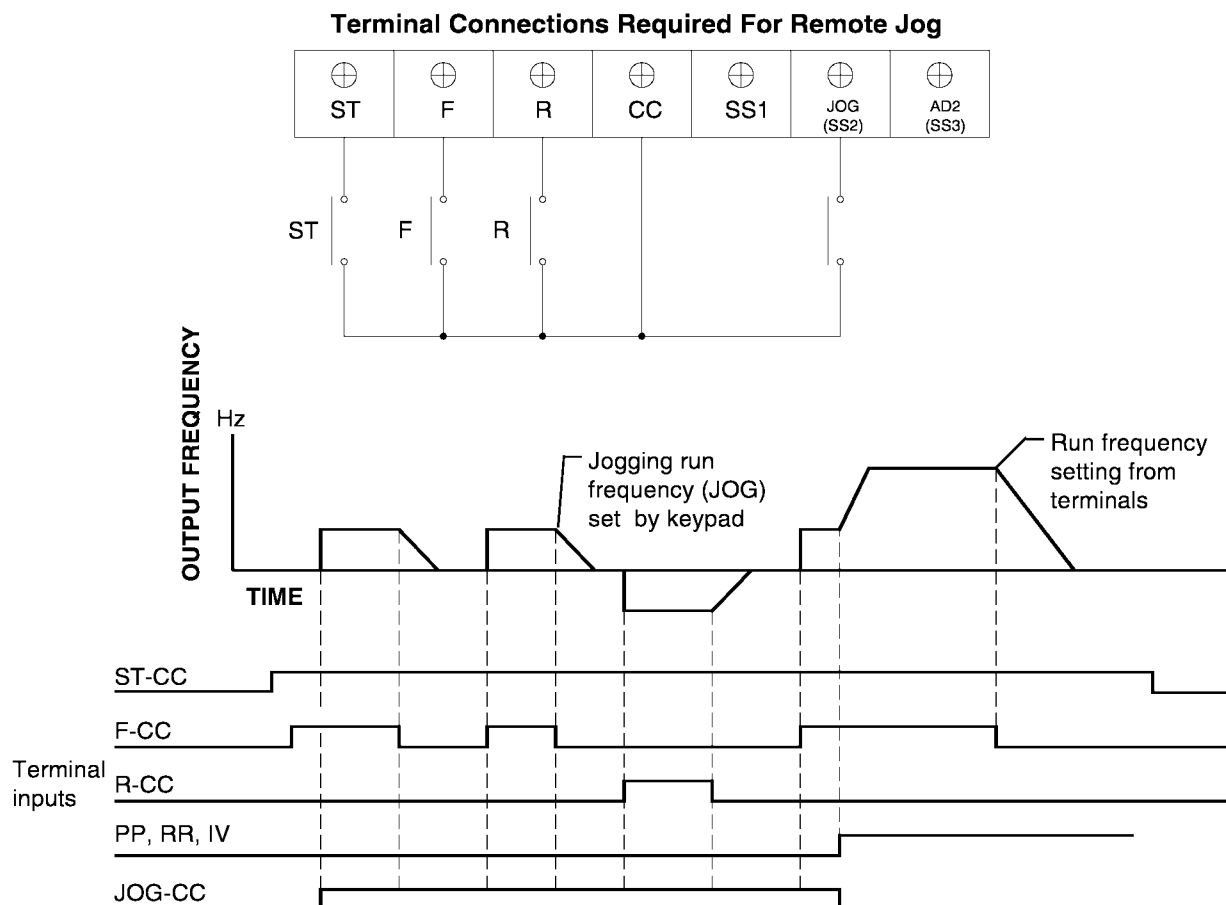 Terminal Connections Required For Remote Jog
ST
F
R
CC
SS1
JOG
(SS2)
AD2
(SS3)
ST
F
R
OUTPUT FREQUENCY
Hz
Jogging run
frequency (JOG)
set by keypad
Run frequency
setting from
terminals
TIME
ST-CC
F-CC
Terminal
inputs
R-CC
PP, RR, IV
JOG-CC